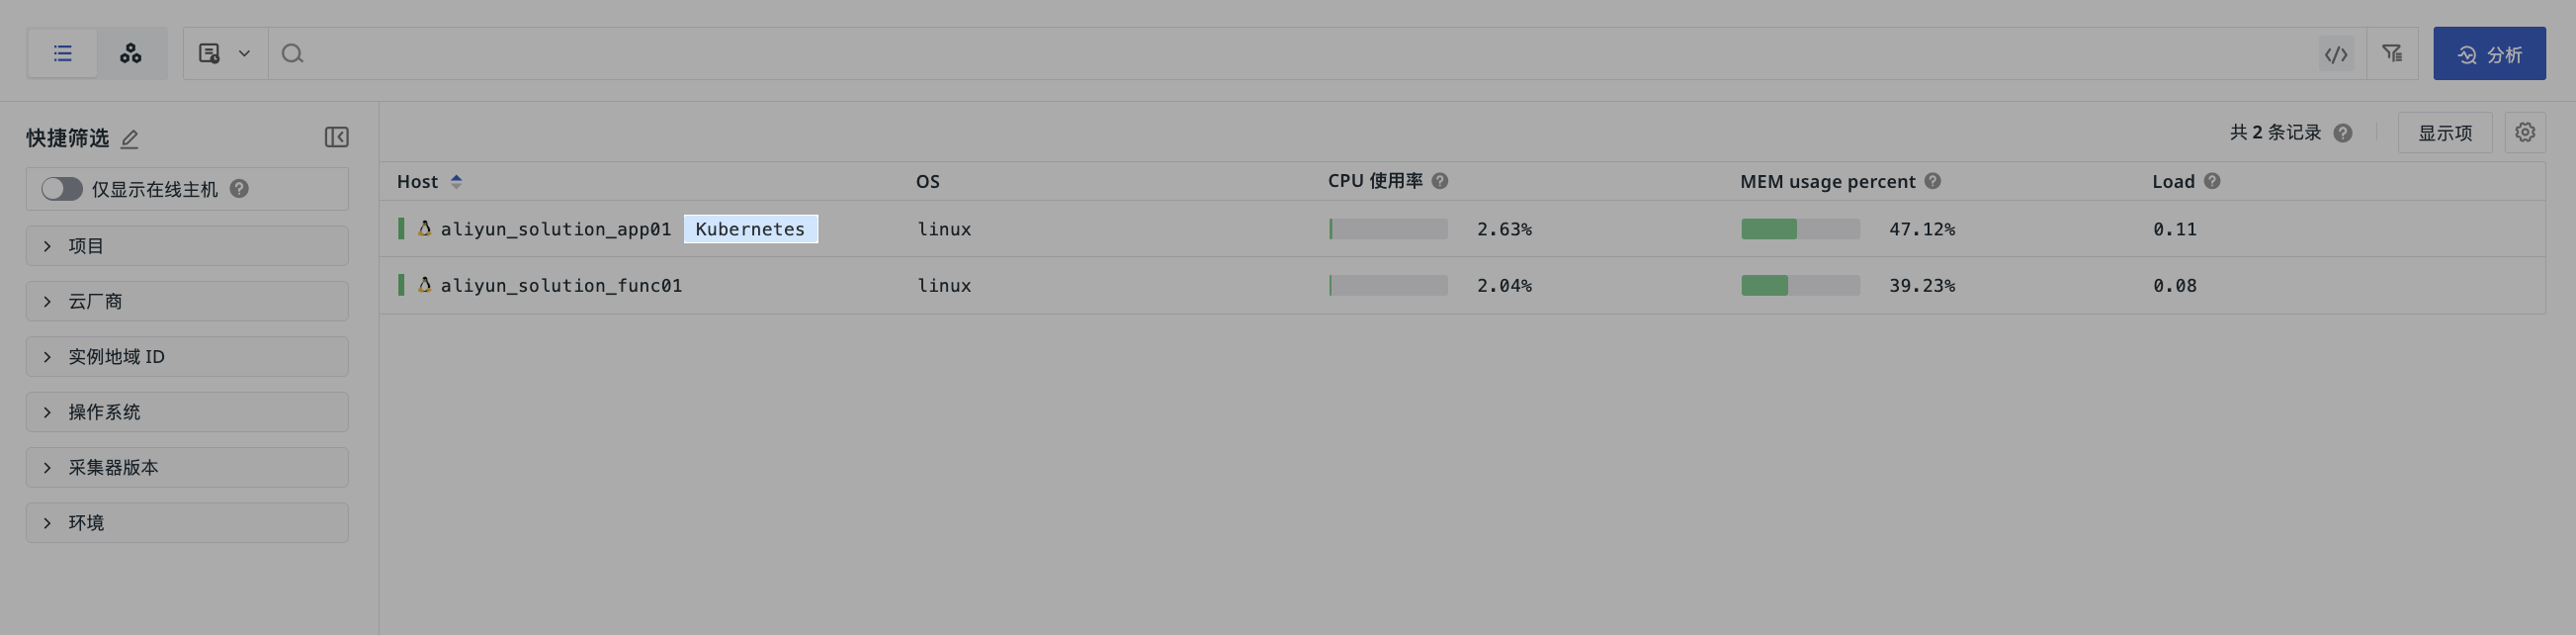 分析
快捷筛选
共 2 条记录 显示项
仅显示在线主机
Host OS CPU 使用率 MEM usage percent Load
aliyun_solution_app01 Kubernetes linux 2.63% 47.12% 0.11
aliyun_solution_func01 linux 2.04% 39.23% 0.08
项目
云厂商
实例地域 ID
操作系统
采集器版本
环境